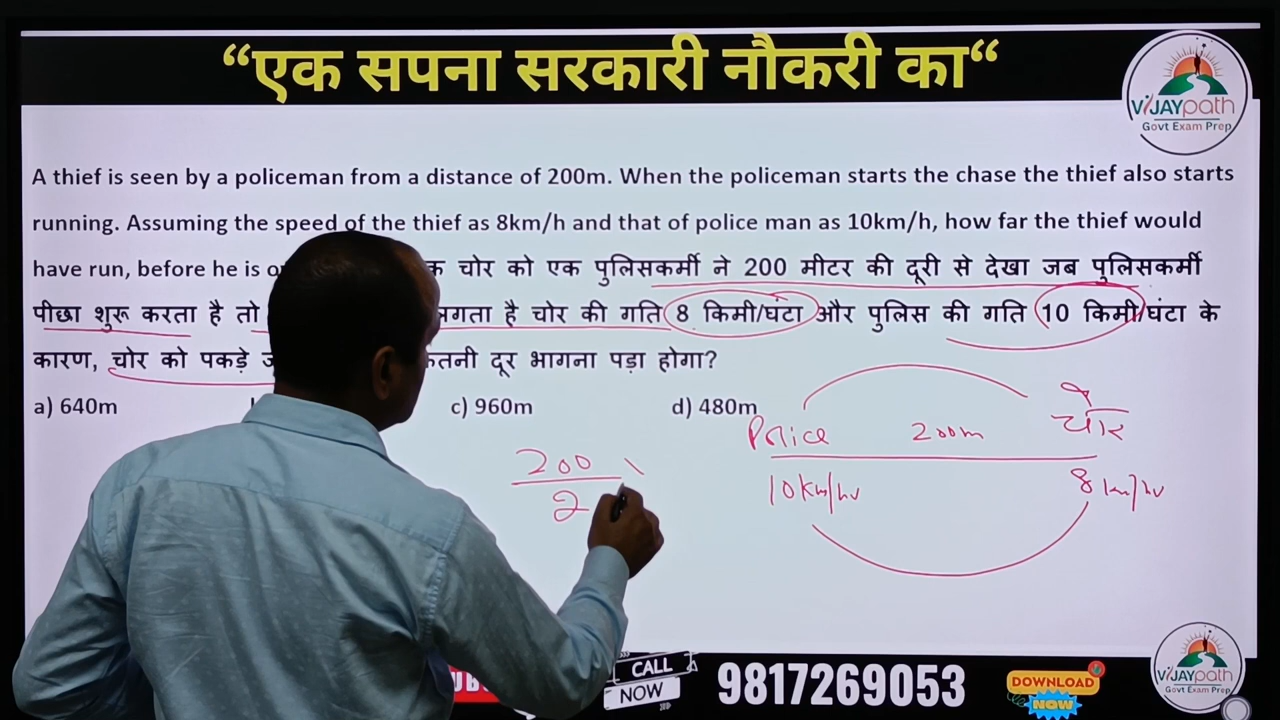 “एक सपना सरकारी नौकरी का“
VIJAYpath
Govt Exam Prep
A thief is seen by a policeman from a distance of 200m. When the policeman starts the chase the thief also starts
running. Assuming the speed of the thief as 8km/h and that of police man as 10km/h, how far the thief would
have run, before he is चोर को एक पुलिसकर्मी ने 200 मीटर की दूरी से देखा जब पुलिसकर्मी
पीछा शुरू करता है तो है चोर की गति 8 किमी/घंटा और पुलिस की गति 10 किमी/घंटा के
कारण, चोर को पकड़े दूर भागना पड़ा होगा?
a) 640m c) 960m d) 480m
Police 200m चोर
10km/hr 8km/hr
200
2
CALL
NOW
9817269053
DOWNLOAD
NOW
VIJAYpath
Govt Exam Prep